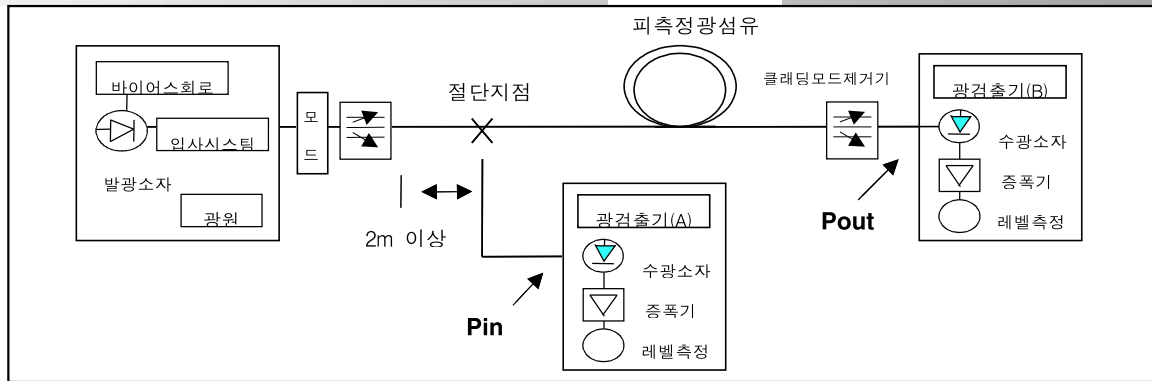 피측정광섬유
바이어스회로
입사시스팀
발광소자
광원
모
드
절단지점
2m 이상
클래딩모드제거기
광검출기(B)
수광소자
증폭기
레벨측정
Pout
광검출기(A)
수광소자
증폭기
레벨측정
Pin